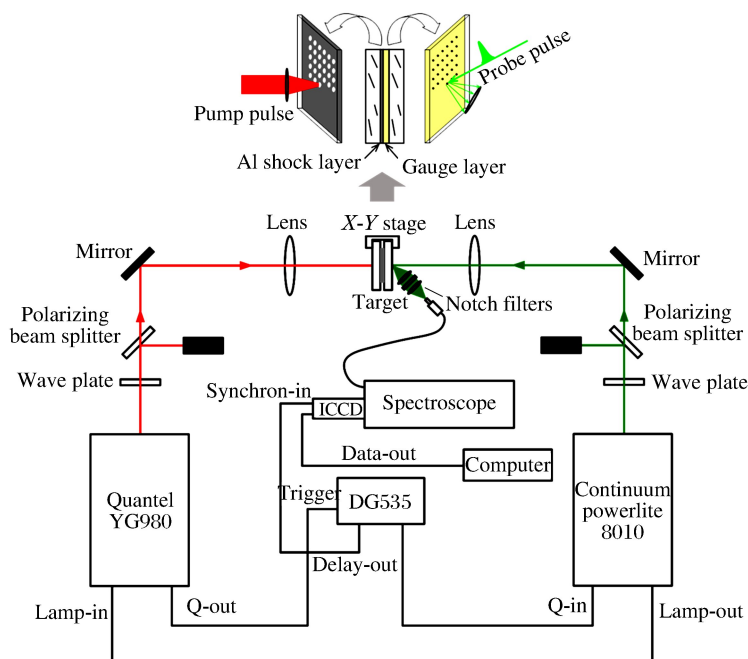 Probe pulse
Pump pulse
Al shock layer
Gauge layer
Lens
X-Y stage
Lens
Mirror
Mirror
Target
Notch filters
Polarizing
beam splitter
Polarizing
beam splitter
Wave plate
Wave plate
Synchron-in
ICCD
Spectroscope
Data-out
Computer
Quantel
YG980
Trigger
DG535
Continuum
powerlite
8010
Delay-out
Lamp-in
Q-out
Q-in
Lamp-out